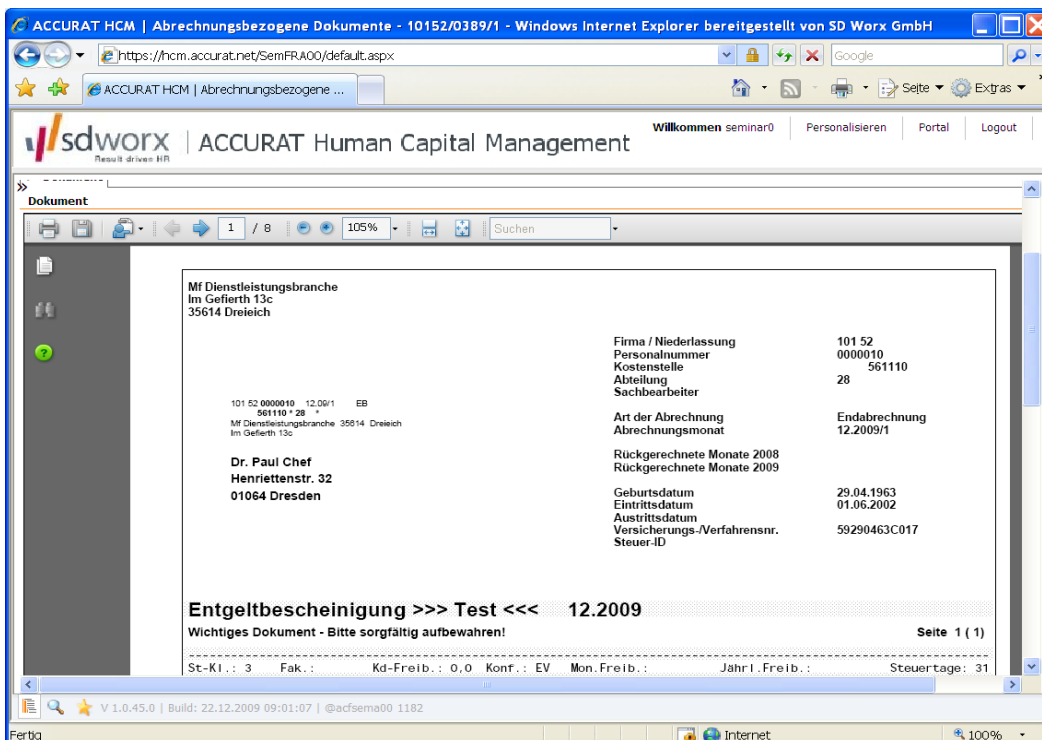 ACCURAT HCM | Abrechnungsbezogene Dokumente - 10152/0389/1 - Windows Internet Explorer bereitgestellt von SD Worx GmbH
https://hcm.accurat.net/SemFRA00/default.aspx
Google
ACCURAT HCM | Abrechnungsbezogene ...
Seite
Extras
sdworx
Result driven HR
ACCURAT Human Capital Management
Willkommen seminar0
Personalisieren
Portal
Logout
»
Dokument
1 / 8
105%
Suchen
Mf Dienstleistungsbranche
Im Gefierth 13c
35614 Dreieich
Firma / Niederlassung 101 52
Personalnummer 0000010
Kostenstelle 561110
Abteilung 28
Sachbearbeiter
101 52 0000010 12.09/1 EB
561110 * 28 *
Mf Dienstleistungsbranche 35614 Dreieich
Im Gefierth 13c
Art der Abrechnung Endabrechnung
Abrechnungsmonat 12.2009/1
Dr. Paul Chef
Henriettenstr. 32
01064 Dresden
Rückgerechnete Monate 2008
Rückgerechnete Monate 2009
Geburtsdatum 29.04.1963
Eintrittsdatum 01.06.2002
Austrittsdatum
Versicherungs-/Verfahrensnr. 59290463C017
Steuer-ID
Entgeltbescheinigung >>> Test <<< 12.2009
Wichtiges Dokument - Bitte sorgfältig aufbewahren! Seite 1 ( 1)
St-Kl.: 3 Fak.: Kd-Freib.: 0,0 Konf.: EV Mon.Freib.: Jährl.Freib.: Steuertage: 31
V 1.0.45.0 | Build: 22.12.2009 09:01:07 | @acfsema00 1182
Fertig
Internet
100%